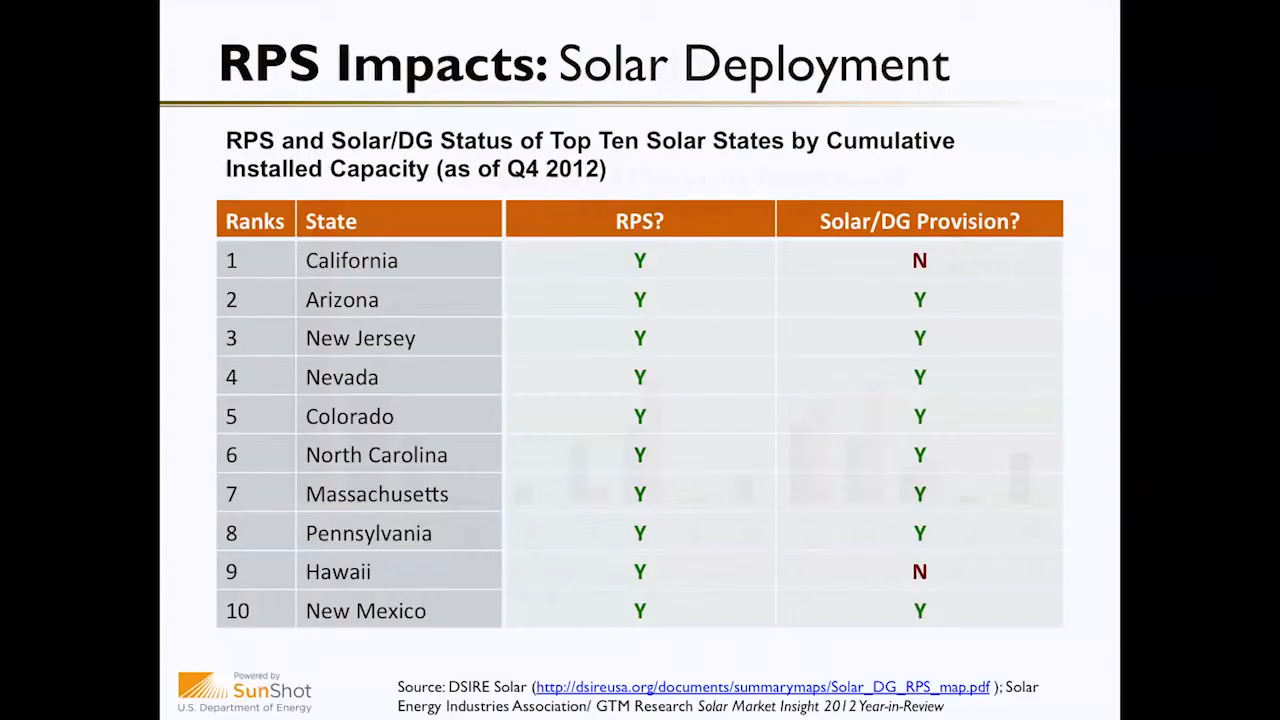 RPS Impacts: Solar Deployment
RPS and Solar/DG Status of Top Ten Solar States by Cumulative
Installed Capacity (as of Q4 2012)
Ranks State RPS? Solar/DG Provision?
1 California Y N
2 Arizona Y Y
3 New Jersey Y Y
4 Nevada Y Y
5 Colorado Y Y
6 North Carolina Y Y
7 Massachusetts Y Y
8 Pennsylvania Y Y
9 Hawaii Y N
10 New Mexico Y Y
Powered by
SunShot
U.S. Department of Energy
Source: DSIRE Solar (http://dsireusa.org/documents/summarymaps/Solar_DG_RPS_map.pdf ); Solar
Energy Industries Association/ GTM Research Solar Market Insight 2012 Year-in-Review